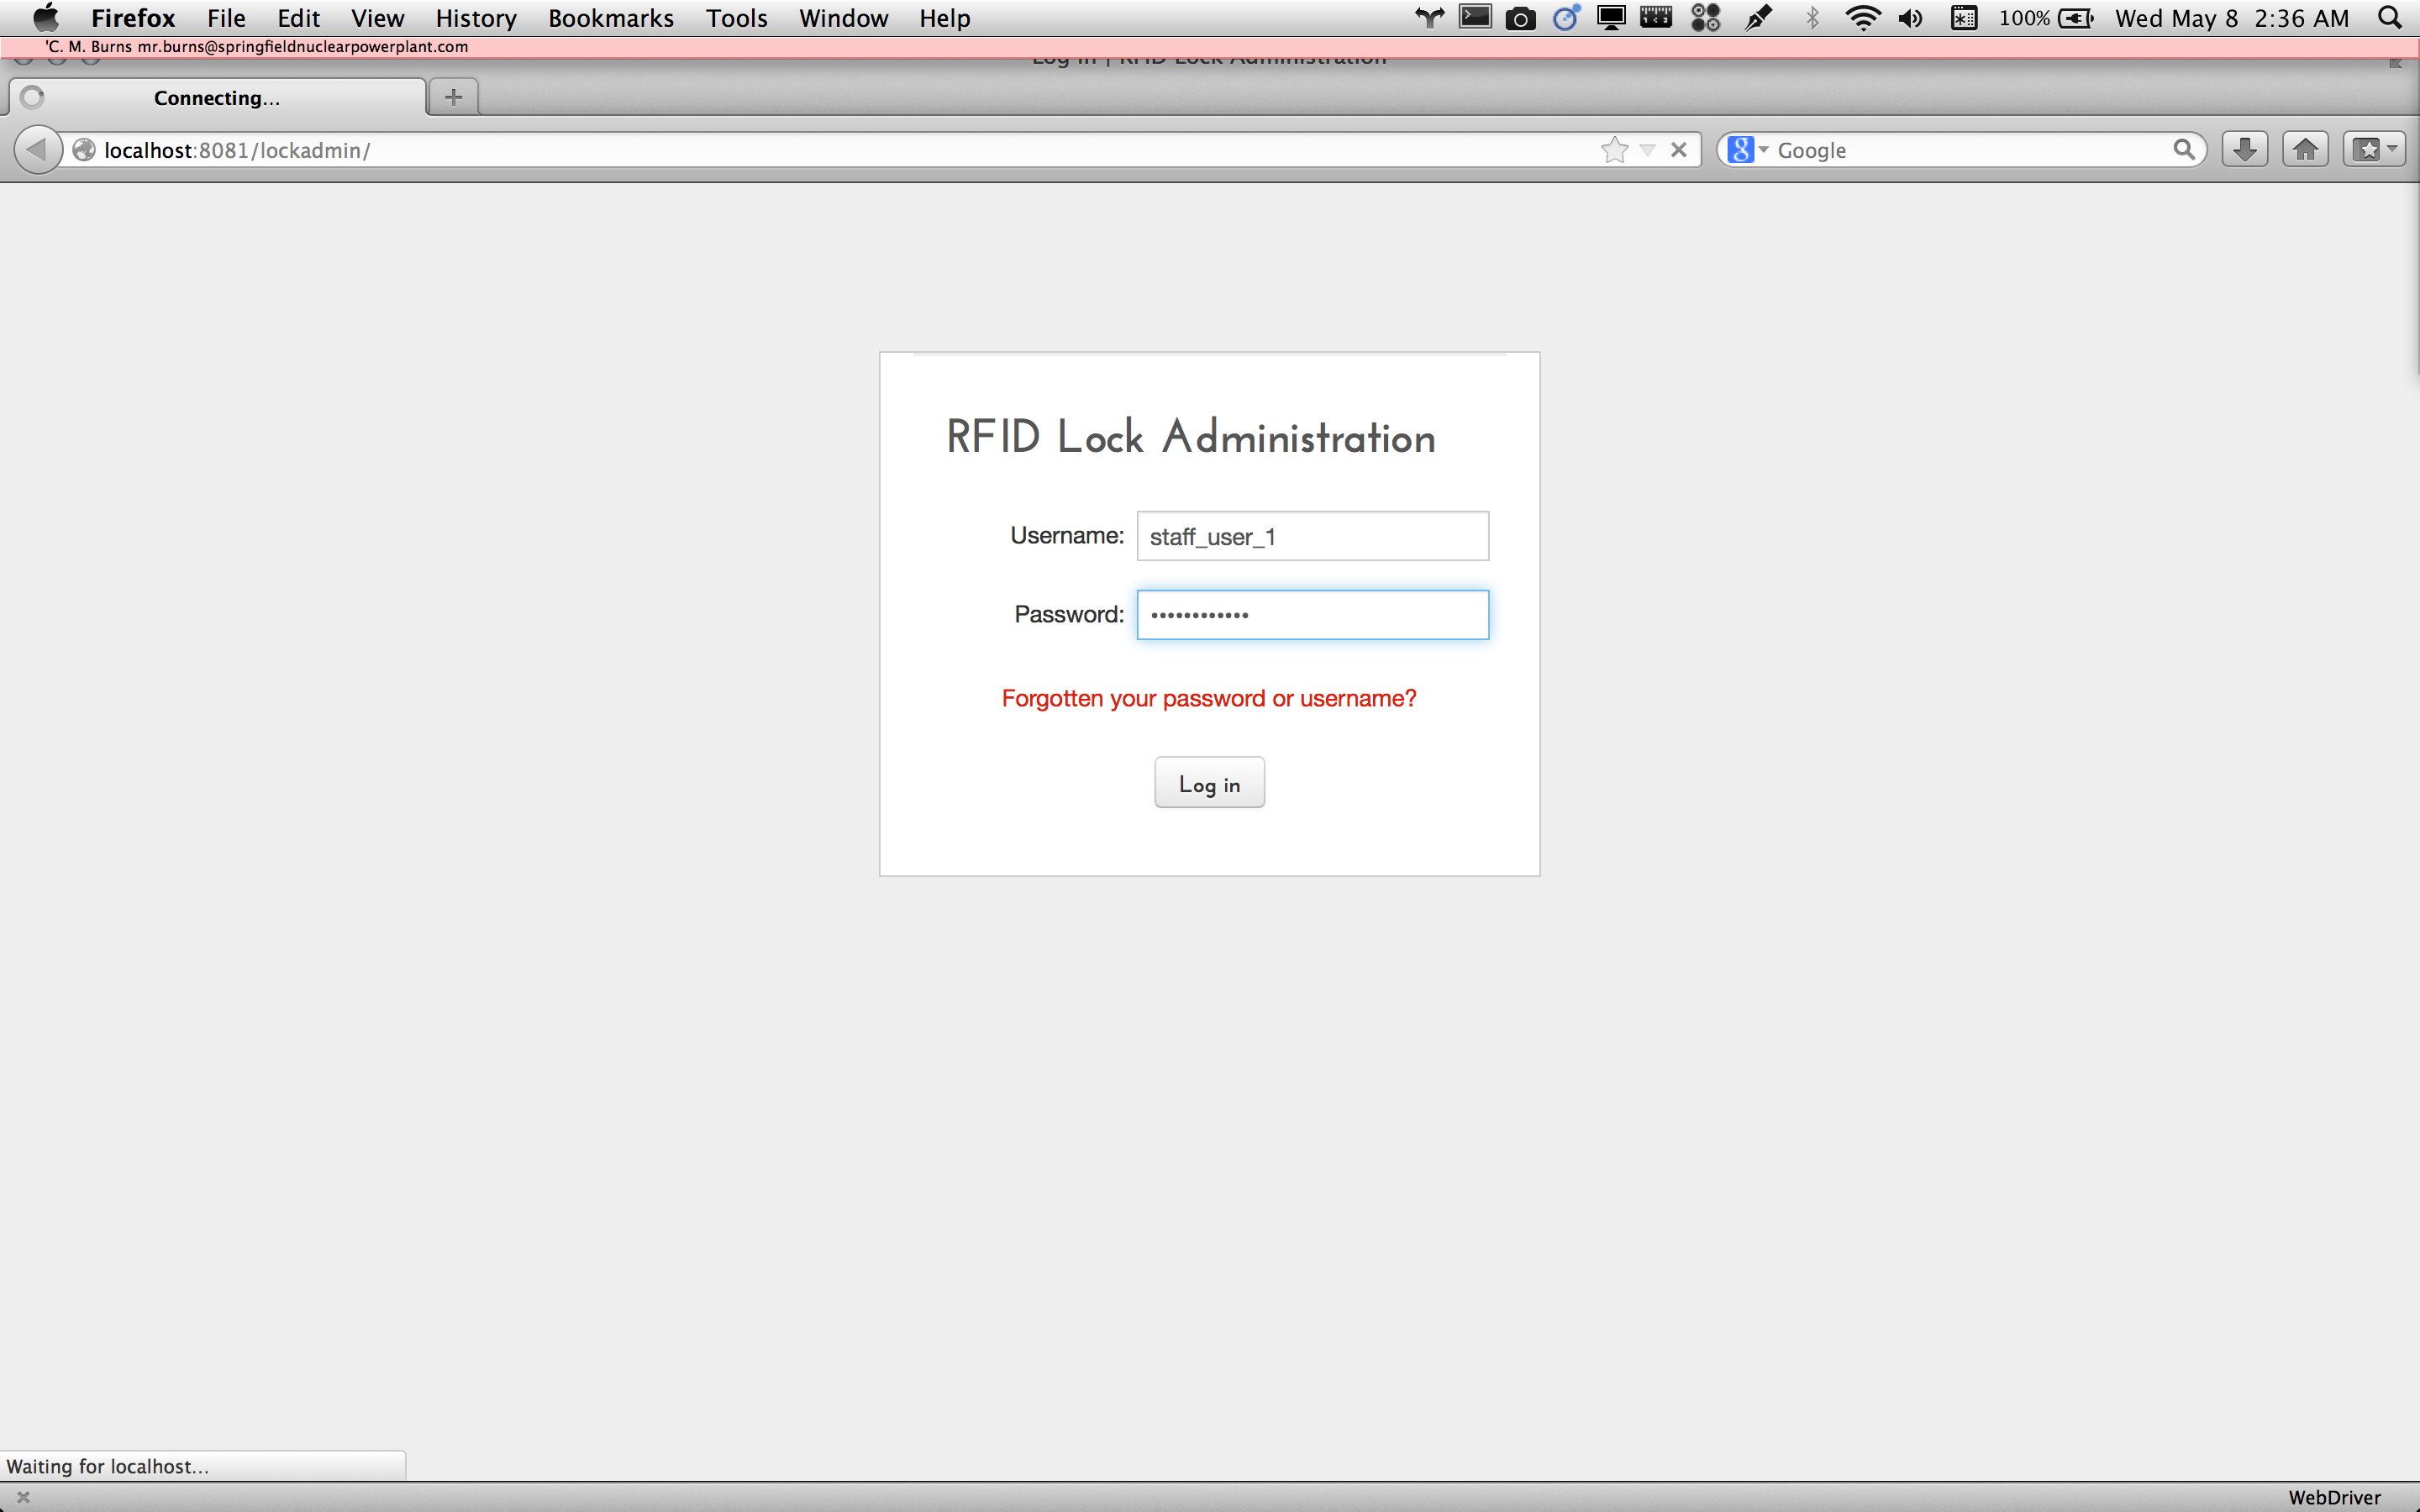 Firefox File Edit View History Bookmarks Tools Window Help 100% Wed May 8 2:36 AM
'C. M. Burns mr.burns@springfieldnuclearpowerplant.com
Log in | RFID Lock Administration
Connecting...
localhost:8081/lockadmin/ Google
RFID Lock Administration
Username: staff_user_1
Password: ••••••••••••
Forgotten your password or username?
Log in
Waiting for localhost...
WebDriver